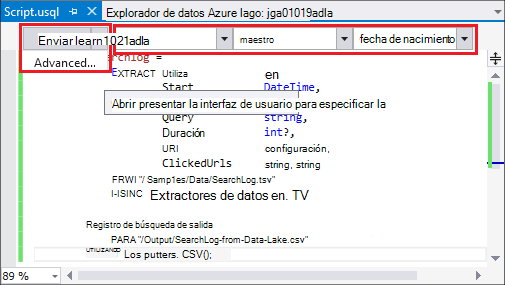 Script.usql Explorador de datos Azure lago: jga01019adla
Enviar learn1021adla maestro fecha de nacimiento
Advanced...
rchlog =
EXTRACT Utiliza en
Start DateTime,
Abrir presentar la interfaz de usuario para especificar la
Query string,
Duración int?,
URI configuración,
ClickedUrls string, string
FRWI "/ Samp1es/Data/SearchLog.tsv"
I-ISINC Extractores de datos en. TV
Registro de búsqueda de salida
PARA "/Output/SearchLog-from-Data-Lake.csv"
UTILIZANDO Los putters. CSV();
89 %